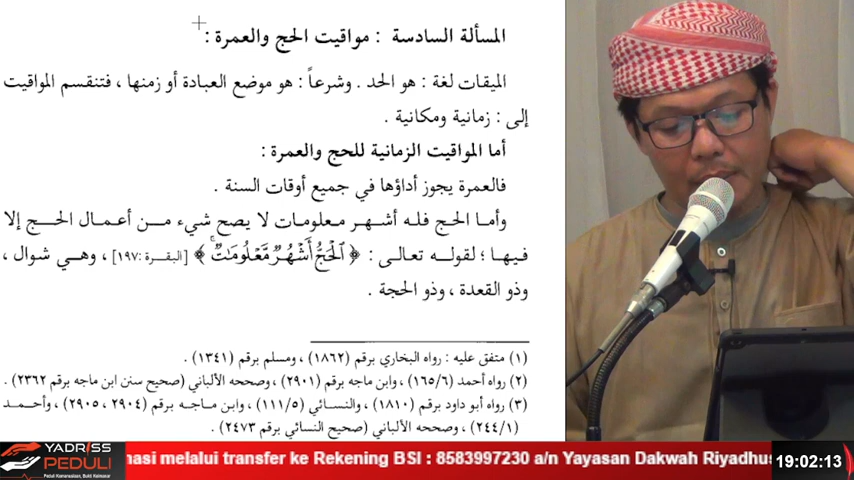 المسألة السادسة : مواقيت الحج والعمرة :
الميقات لغة : هو الحد . وشرعاً : هو موضع العبادة أو زمنها ، فتنقسم المواقيت
إلى : زمانية ومكانية .
أما المواقيت الزمانية للحج والعمرة :
فالعمرة يجوز أداؤها في جميع أوقات السنة .
وأما الحج فله أشهر معلومات لا يصح شيء من أعمال الحج إلا
فيها ؛ لقوله تعالى : ﴿ ٱلْحَجُّ أَشْهُرٌ مَّعْلُومَٰتٌ ۚ ﴾ [البقرة :١٩٧] ، وهي شوال ،
وذو القعدة ، وذو الحجة .
(١) متفق عليه : رواه البخاري برقم (١٨٦٢) ، ومسلم برقم (١٣٤١) .
(٢) رواه أحمد (١٦٥/٦) ، وابن ماجه برقم (٢٩٠١) ، وصححه الألباني (صحيح سنن ابن ماجه برقم ٢٣٦٢) .
(٣) رواه أبو داود برقم (١٨١٠) ، والنسائي (١١١/٥) ، وابن ماجه برقم (٢٩٠٤ ، ٢٩٠٥) ، وأحمد
(٢٤٤/١) ، وصححه الألباني (صحيح النسائي برقم ٢٤٧٣) .
YADRISS
PEDULI
Peduli Kemanusiaan, Bukti Keimanan
nasi melalui transfer ke Rekening BSI : 8583997230 a/n Yayasan Dakwah Riyadhus
19:02:13